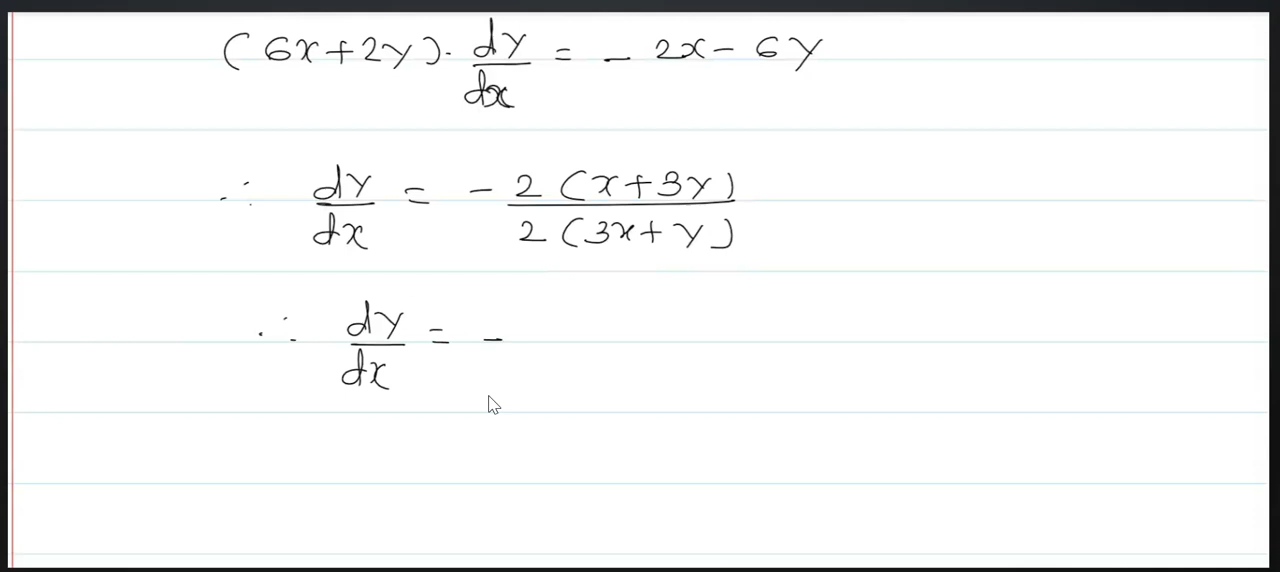 (6x+2y)· dy/dx = - 2x - 6y
∴ dy/dx = - 2(x+3y) / 2(3x+y)
∴ dy/dx = -